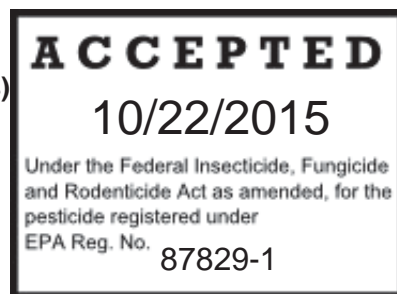 ACCEPTED
)
10/22/2015
Under the Federal Insecticide, Fungicide
and Rodenticide Act as amended, for the
pesticide registered under
EPA Reg. No. 87829-1